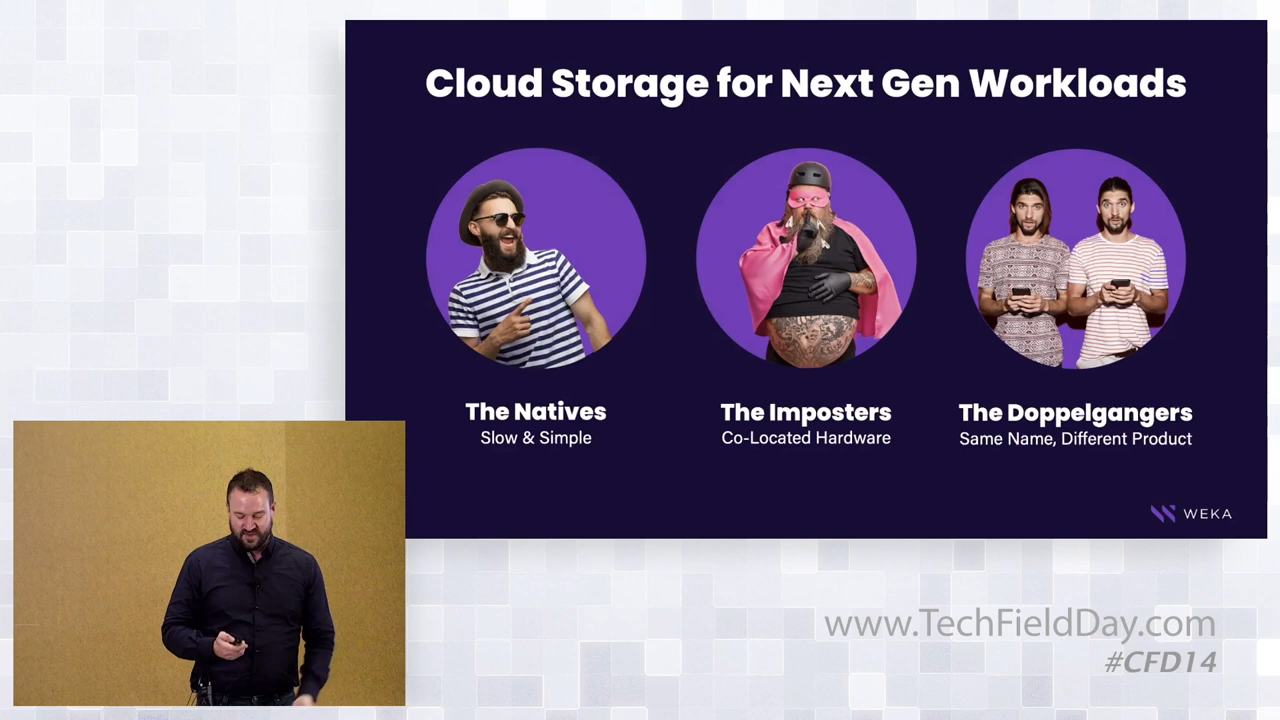 Cloud Storage for Next Gen Workloads
The Natives
Slow & Simple
The Imposters
Co-Located Hardware
The Doppelgangers
Same Name, Different Product
WEKA
www.TechFieldDay.com
#CFD14